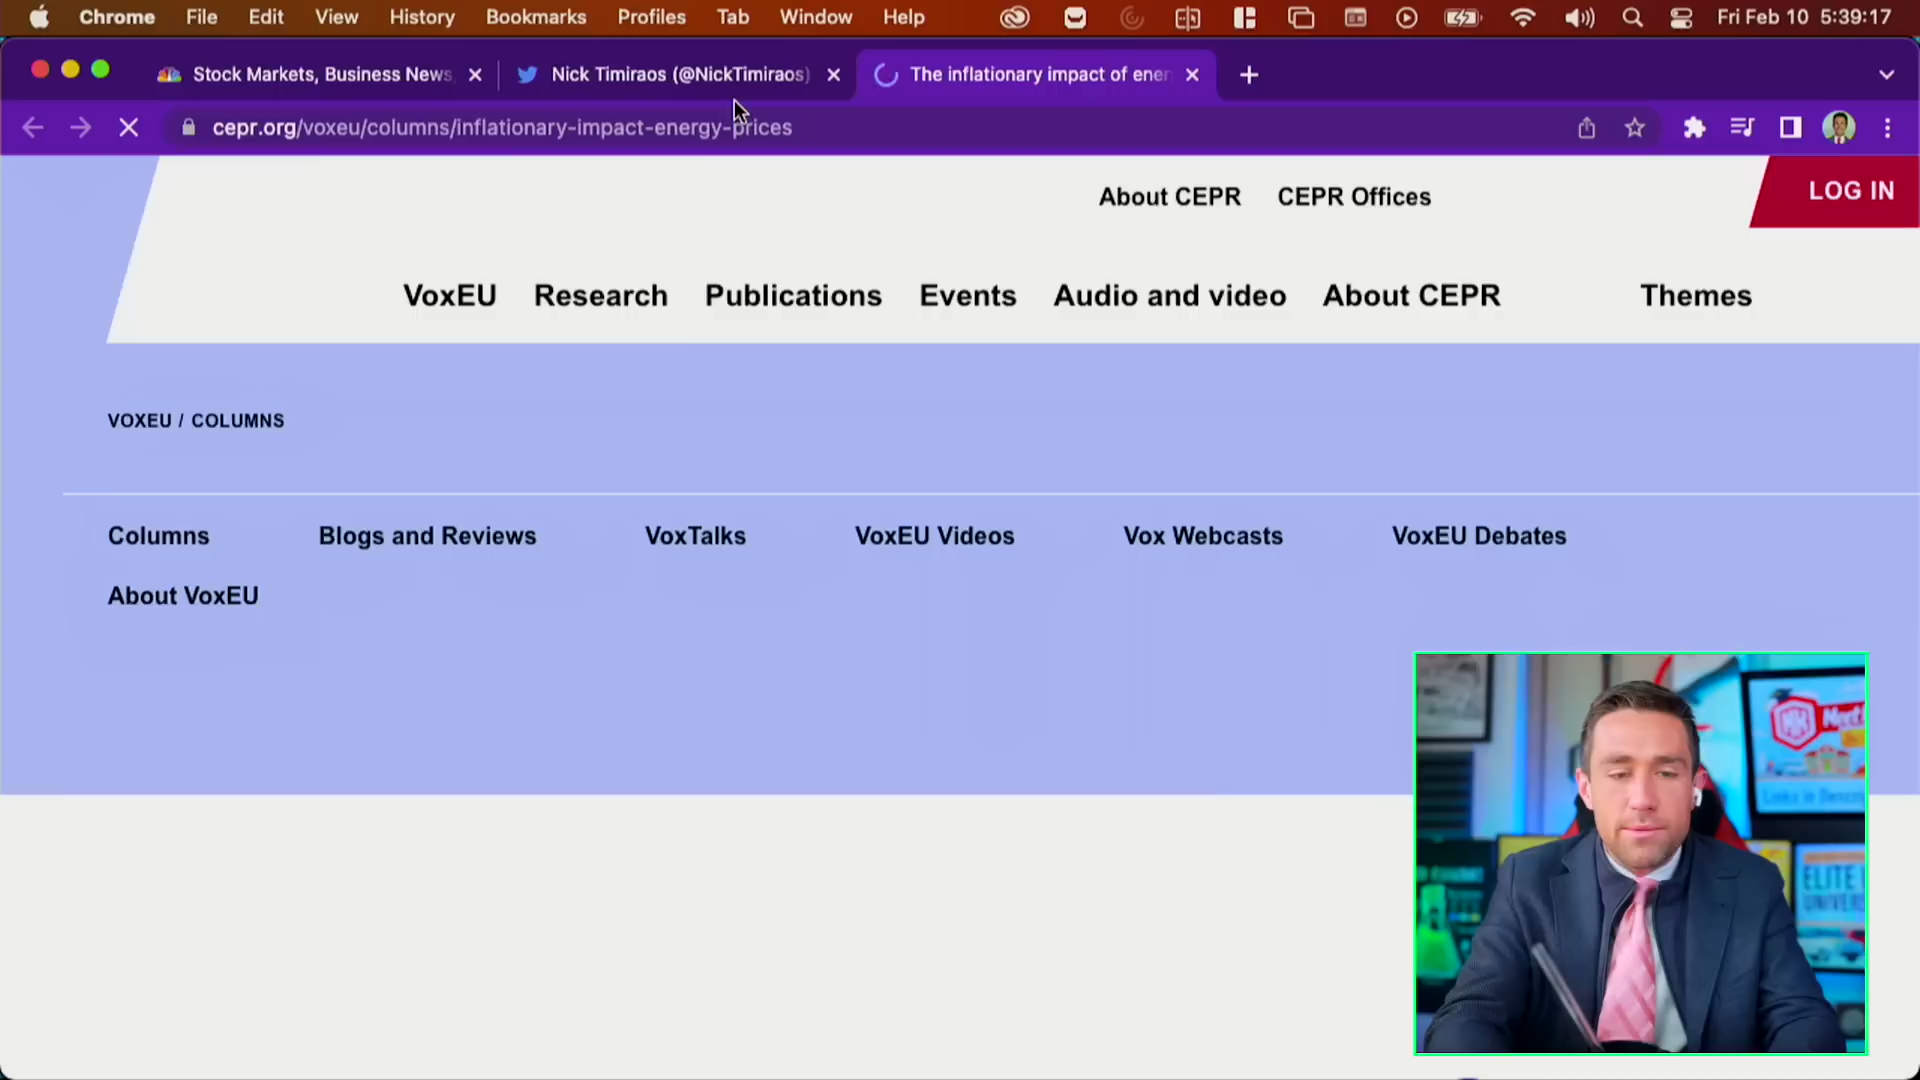 Chrome File Edit View History Bookmarks Profiles Tab Window Help Fri Feb 10 5:39:17
Stock Markets, Business News Nick Timiraos (@NickTimiraos) The inflationary impact of ener
cepr.org/voxeu/columns/inflationary-impact-energy-prices
About CEPR CEPR Offices LOG IN
VoxEU Research Publications Events Audio and video About CEPR Themes
VOXEU / COLUMNS
Columns Blogs and Reviews VoxTalks VoxEU Videos Vox Webcasts VoxEU Debates
About VoxEU
ELITE